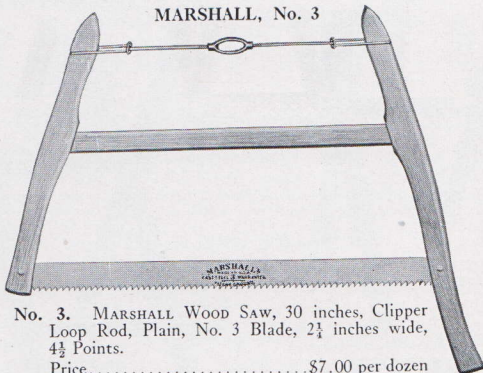 MARSHALL, No. 3
MARSHALL
No. 3. MARSHALL WOOD SAW, 30 inches, Clipper
Loop Rod, Plain, No. 3 Blade, 2¼ inches wide,
4½ Points.
Price..............................$7.00 per dozen